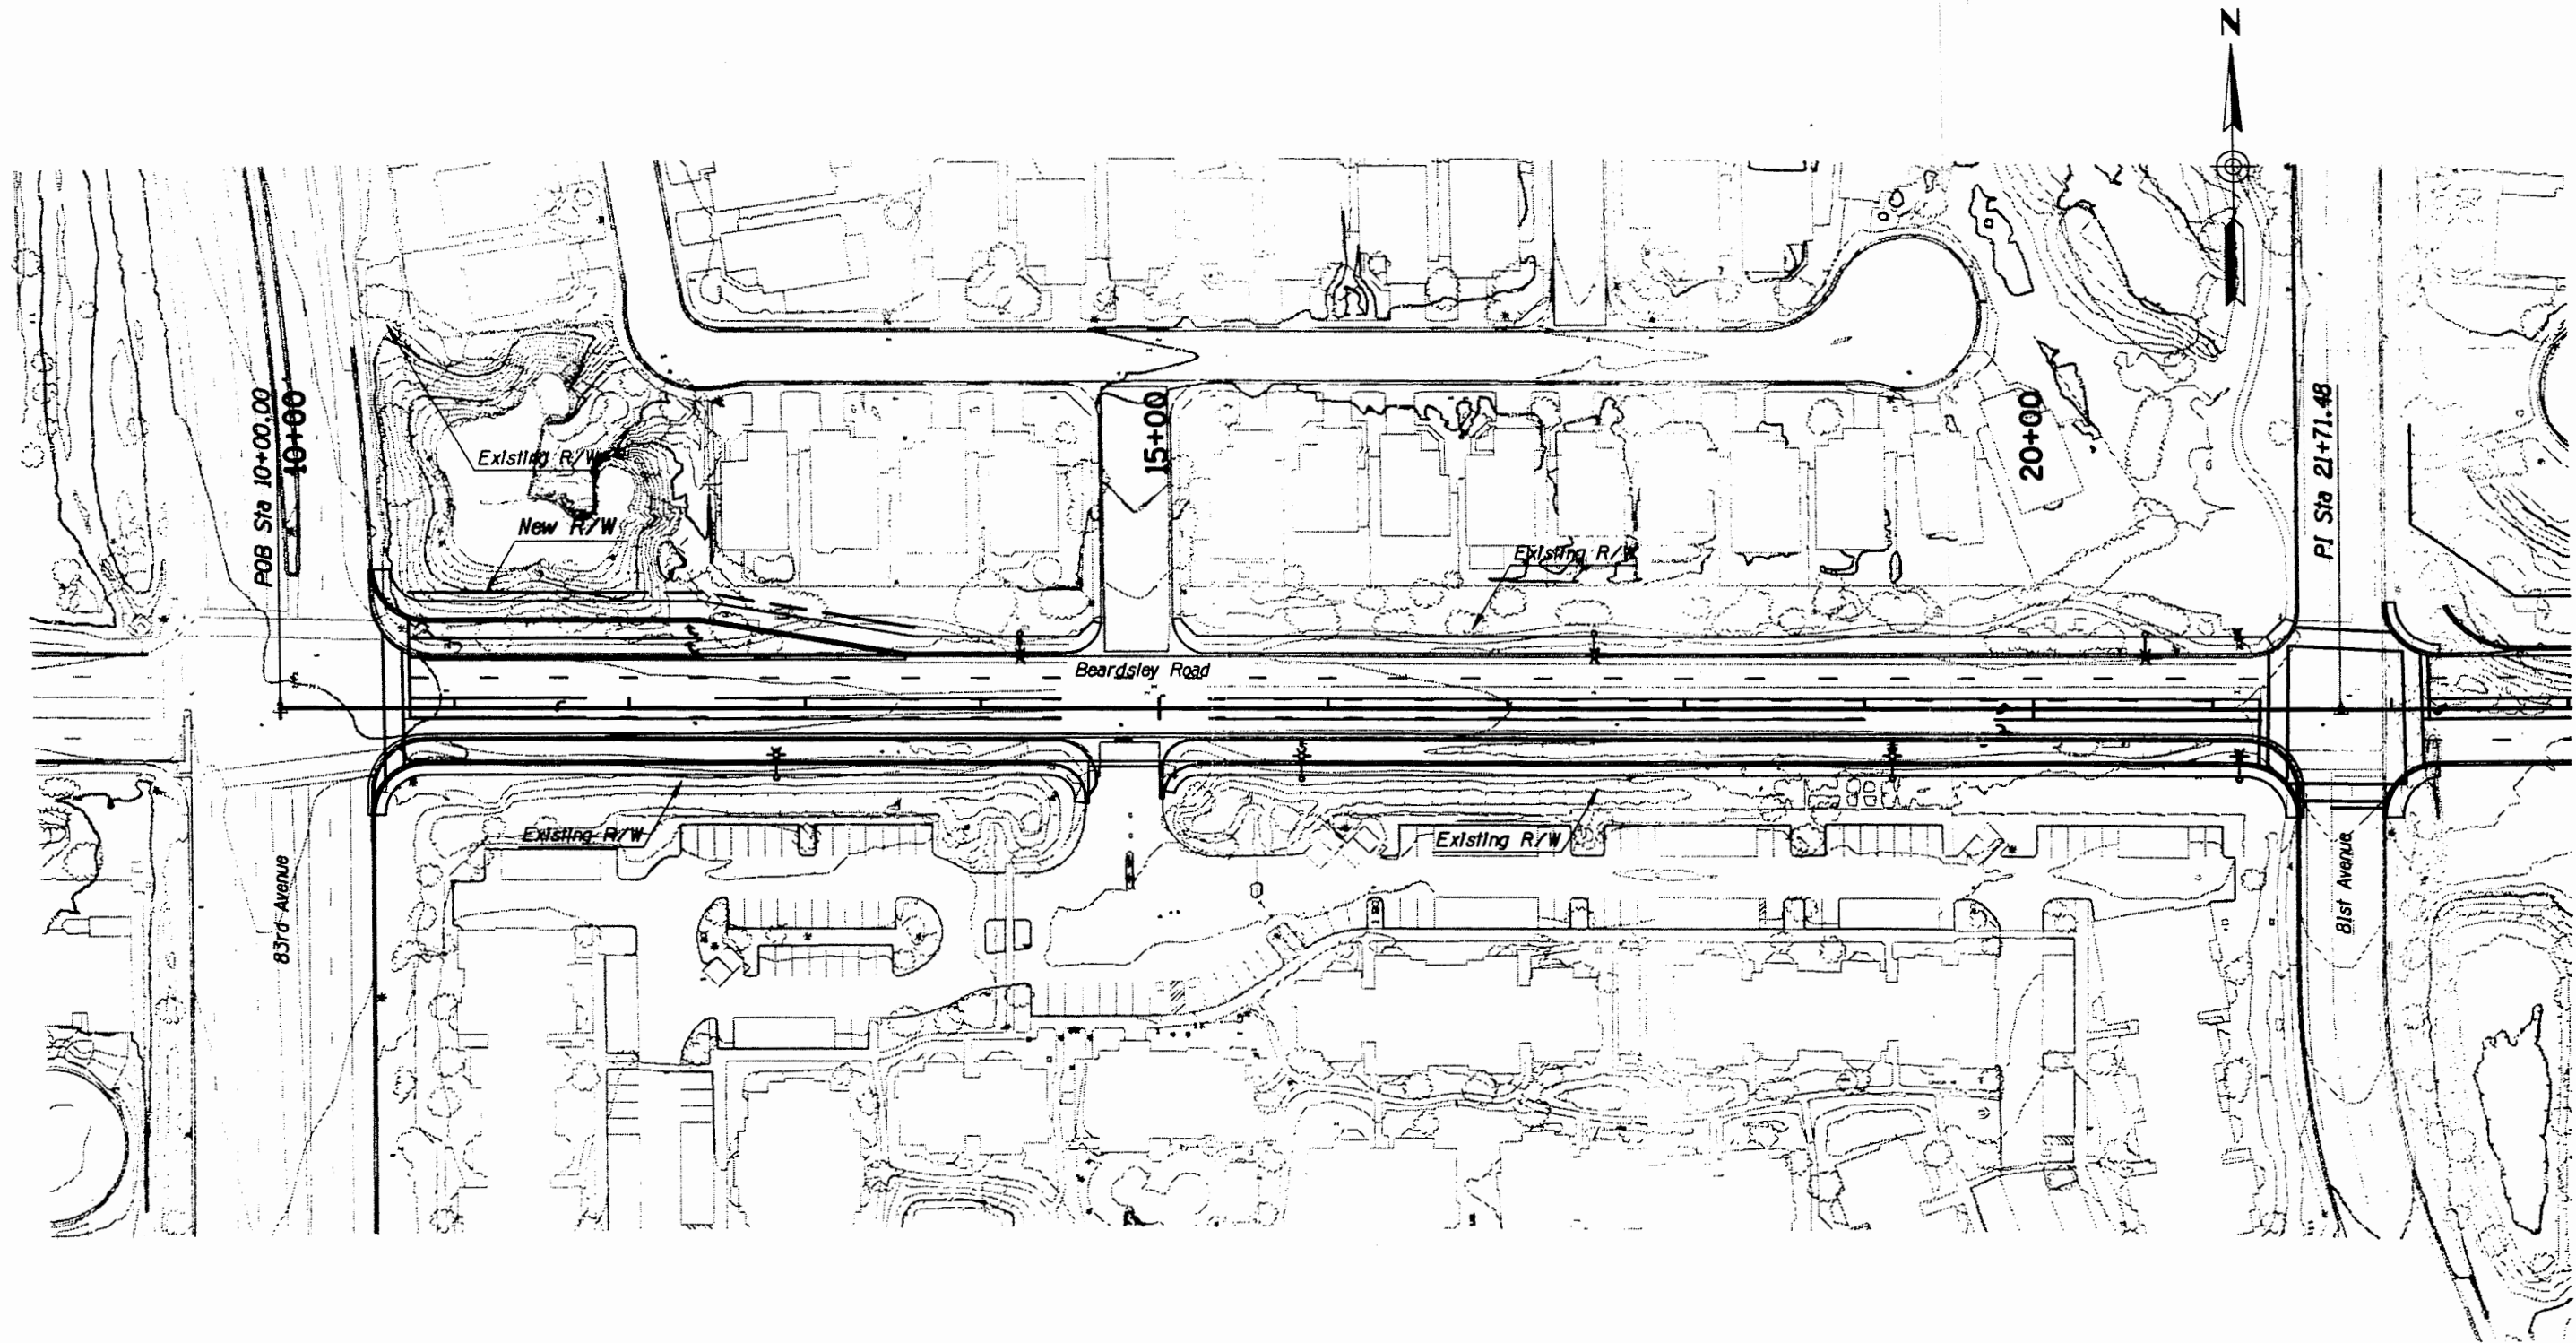 N
POB Sta 10+00.00
10+00
15+00
20+00
PI Sta 21+71.48
Existing R/W
New R/W
Existing R/W
Beardsley Road
Existing R/W
Existing R/W
83rd Avenue
81st Avenue